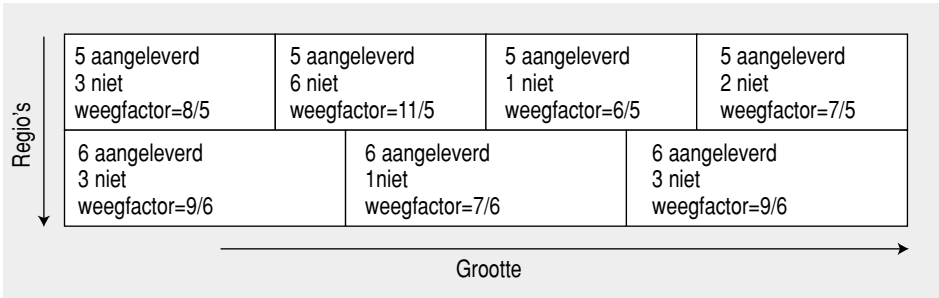 5 aangeleverd
3 niet
weegfactor=8/5
5 aangeleverd
6 niet
weegfactor=11/5
5 aangeleverd
1 niet
weegfactor=6/5
5 aangeleverd
2 niet
weegfactor=7/5
6 aangeleverd
3 niet
weegfactor=9/6
6 aangeleverd
1niet
weegfactor=7/6
6 aangeleverd
3 niet
weegfactor=9/6
Regio's
Grootte